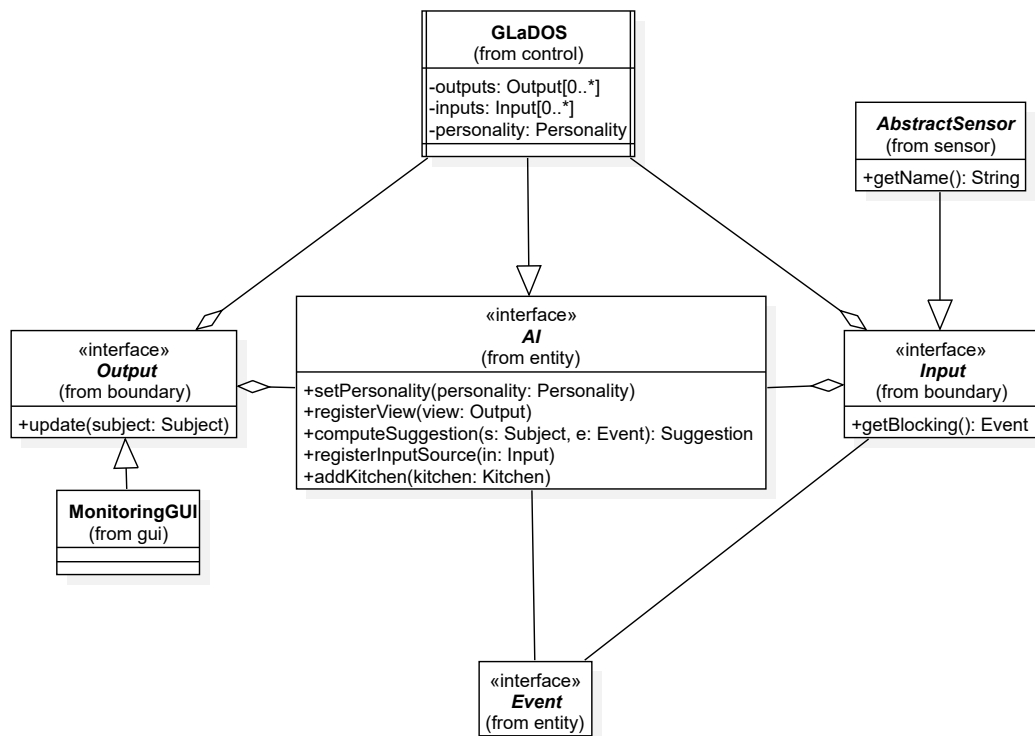 GLaDOS
(from control)
-outputs: Output[0..*]
-inputs: Input[0..*]
-personality: Personality
AbstractSensor
(from sensor)
+getName(): String
«interface»
Output
(from boundary)
+update(subject: Subject)
«interface»
AI
(from entity)
+setPersonality(personality: Personality)
+registerView(view: Output)
+computeSuggestion(s: Subject, e: Event): Suggestion
+registerInputSource(in: Input)
+addKitchen(kitchen: Kitchen)
«interface»
Input
(from boundary)
+getBlocking(): Event
MonitoringGUI
(from gui)
«interface»
Event
(from entity)